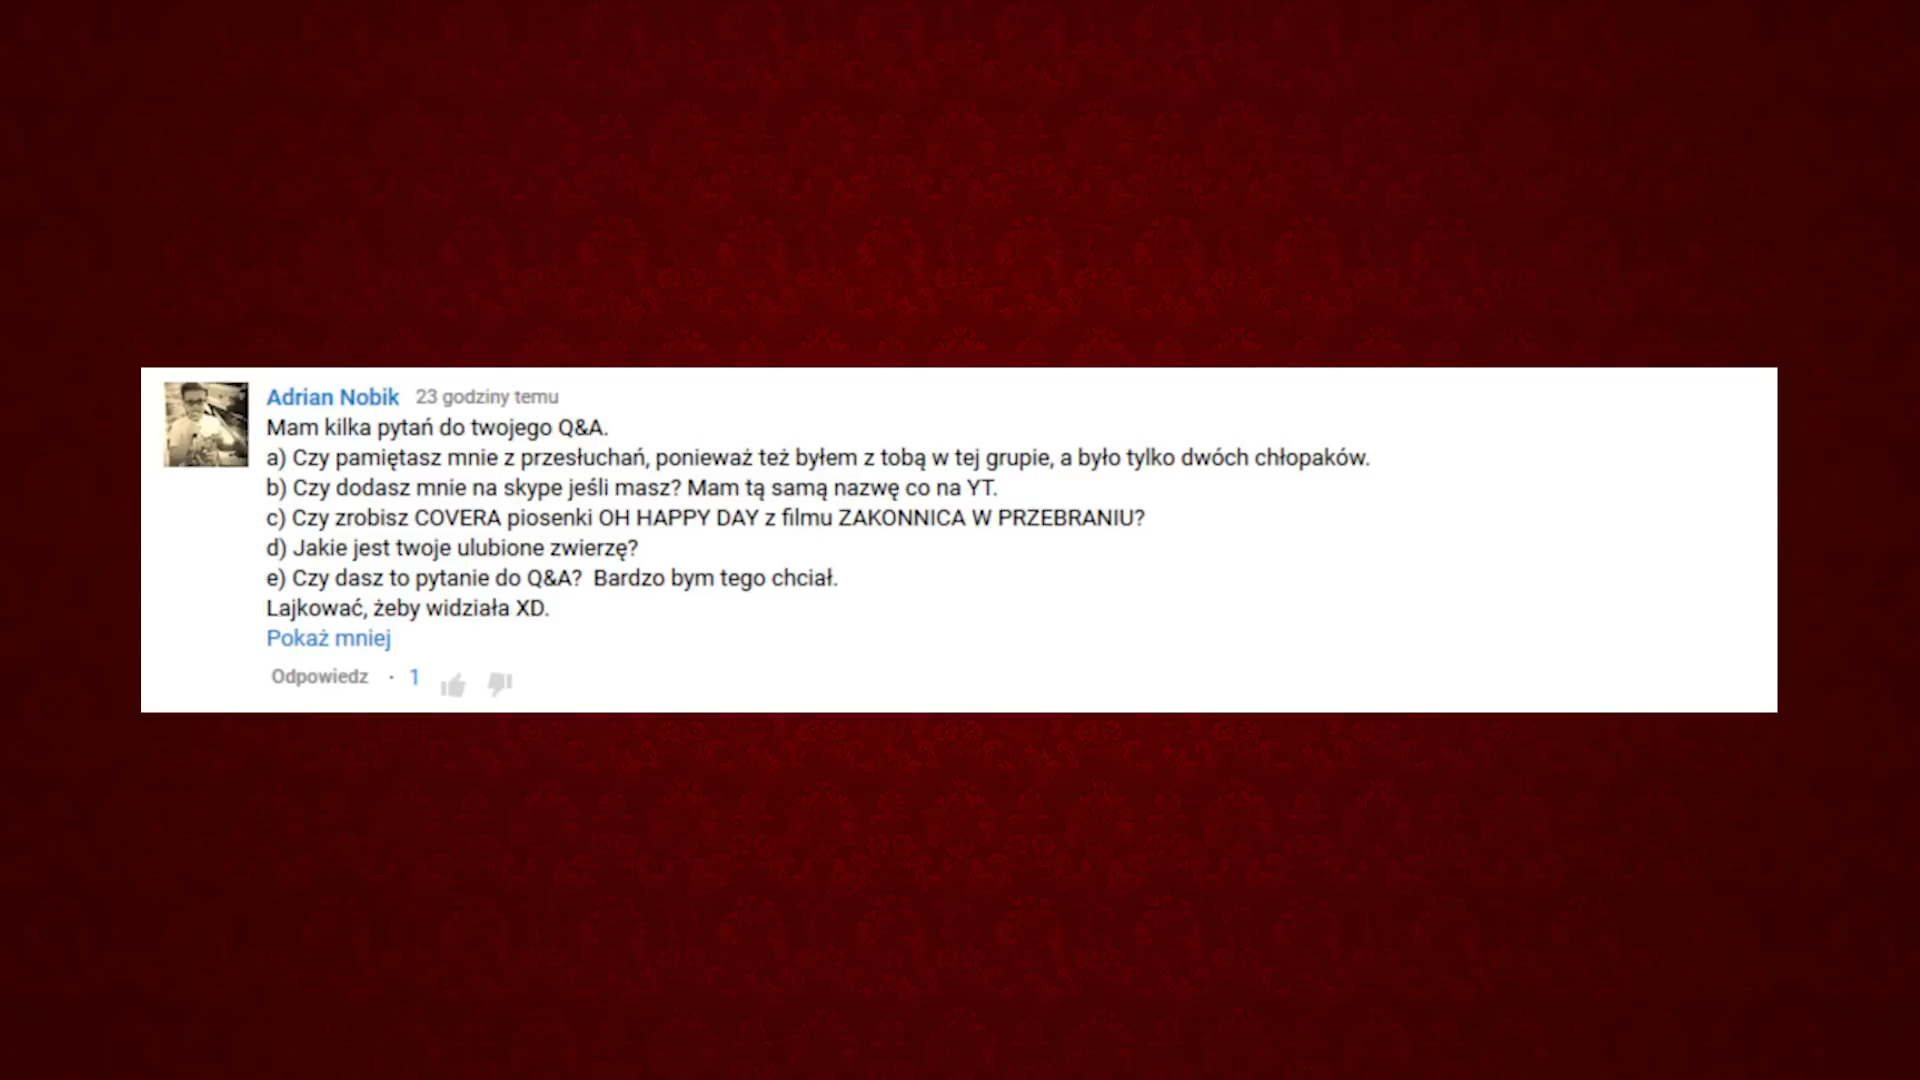 Adrian Nobik 23 godziny temu
Mam kilka pytań do twojego Q&A.
a) Czy pamiętasz mnie z przesłuchań, ponieważ też byłem z tobą w tej grupie, a było tylko dwóch chłopaków.
b) Czy dodasz mnie na skype jeśli masz? Mam tą samą nazwę co na YT.
c) Czy zrobisz COVERA piosenki OH HAPPY DAY z filmu ZAKONNICA W PRZEBRANIU?
d) Jakie jest twoje ulubione zwierzę?
e) Czy dasz to pytanie do Q&A? Bardzo bym tego chciał.
Lajkować, żeby widziała XD.
Pokaż mniej
Odpowiedz · 1